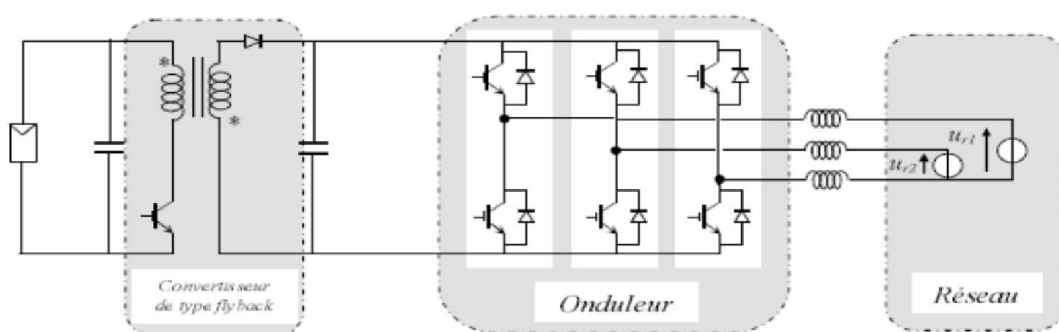 *
*
u_r1
u_r2
Convertisseur
de type flyback
Onduleur
Réseau